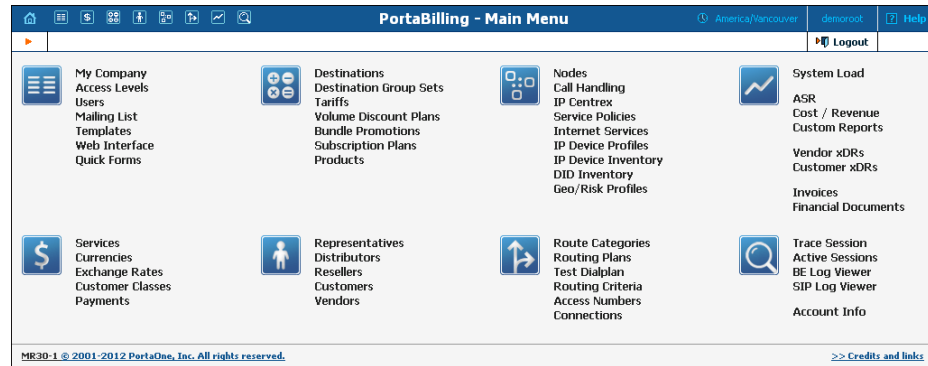 PortaBilling - Main Menu
America/Vancouver
demoroot
? Help
Logout
My Company
Access Levels
Users
Mailing List
Templates
Web Interface
Quick Forms
Destinations
Destination Group Sets
Tariffs
Volume Discount Plans
Bundle Promotions
Subscription Plans
Products
Nodes
Call Handling
IP Centrex
Service Policies
Internet Services
IP Device Profiles
IP Device Inventory
DID Inventory
Geo/Risk Profiles
System Load
ASR
Cost / Revenue
Custom Reports
Vendor xDRs
Customer xDRs
Invoices
Financial Documents
Services
Currencies
Exchange Rates
Customer Classes
Payments
Representatives
Distributors
Resellers
Customers
Vendors
Route Categories
Routing Plans
Test Dialplan
Routing Criteria
Access Numbers
Connections
Trace Session
Active Sessions
BE Log Viewer
SIP Log Viewer
Account Info
MR30-1 © 2001-2012 PortaOne, Inc. All rights reserved.
>> Credits and links